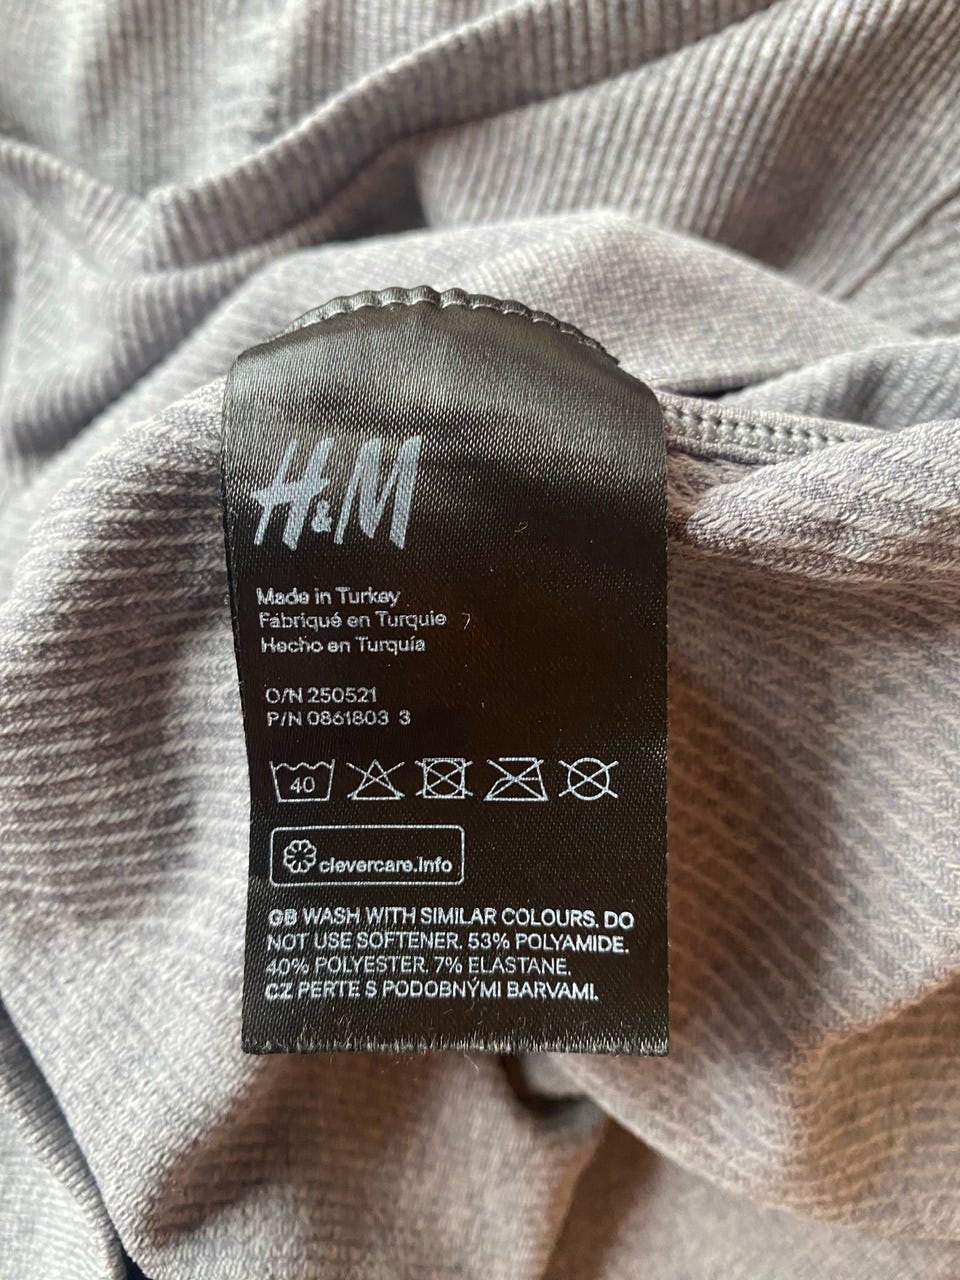 H&M
Made in Turkey
Fabriqué en Turquie
Hecho en Turquía
O/N 250521
P/N 0861803 3
40
clevercare.info
GB WASH WITH SIMILAR COLOURS. DO
NOT USE SOFTENER. 53% POLYAMIDE.
40% POLYESTER. 7% ELASTANE.
CZ PERTE S PODOBNÝMI BARVAMI.